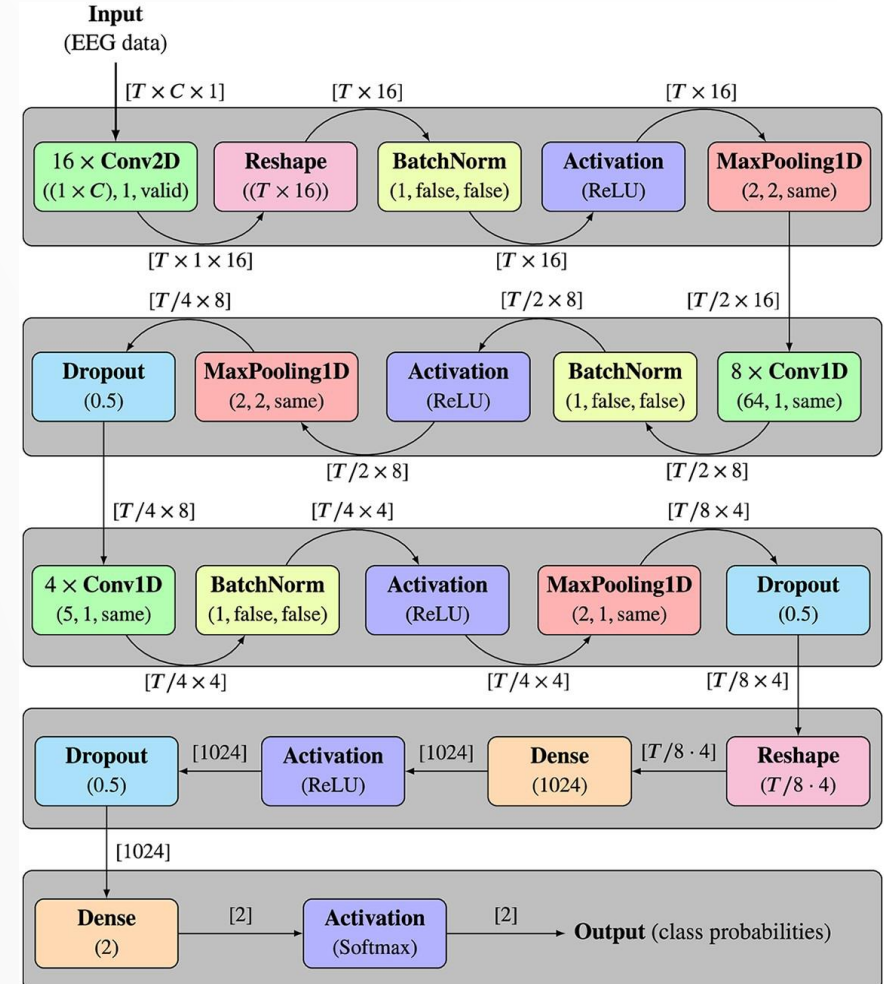 Input
(EEG data)
[T × C × 1]
[T × 16]
[T × 16]
16 × Conv2D
((1 × C), 1, valid)
Reshape
((T × 16))
BatchNorm
(1, false, false)
Activation
(ReLU)
MaxPooling1D
(2, 2, same)
[T × 1 × 16]
[T × 16]
[T/4 × 8]
[T/2 × 8]
[T/2 × 16]
Dropout
(0.5)
MaxPooling1D
(2, 2, same)
Activation
(ReLU)
BatchNorm
(1, false, false)
8 × Conv1D
(64, 1, same)
[T/2 × 8]
[T/2 × 8]
[T/4 × 8]
[T/4 × 4]
[T/8 × 4]
4 × Conv1D
(5, 1, same)
BatchNorm
(1, false, false)
Activation
(ReLU)
MaxPooling1D
(2, 1, same)
Dropout
(0.5)
[T/4 × 4]
[T/4 × 4]
[T/8 × 4]
Dropout
(0.5)
[1024]
Activation
(ReLU)
[1024]
Dense
(1024)
[T/8 · 4]
Reshape
(T/8 · 4)
[1024]
Dense
(2)
[2]
Activation
(Softmax)
[2]
Output (class probabilities)